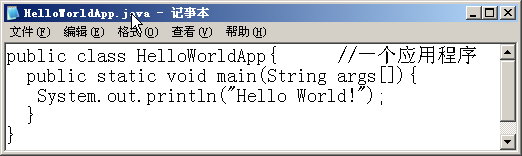 HelloWorldApp.java - 记事本
文件(F) 编辑(E) 格式(O) 查看(V) 帮助(H)
public class HelloWorldApp{      //一个应用程序
  public static void main(String args[]){
   System.out.println("Hello World!");
  }
}